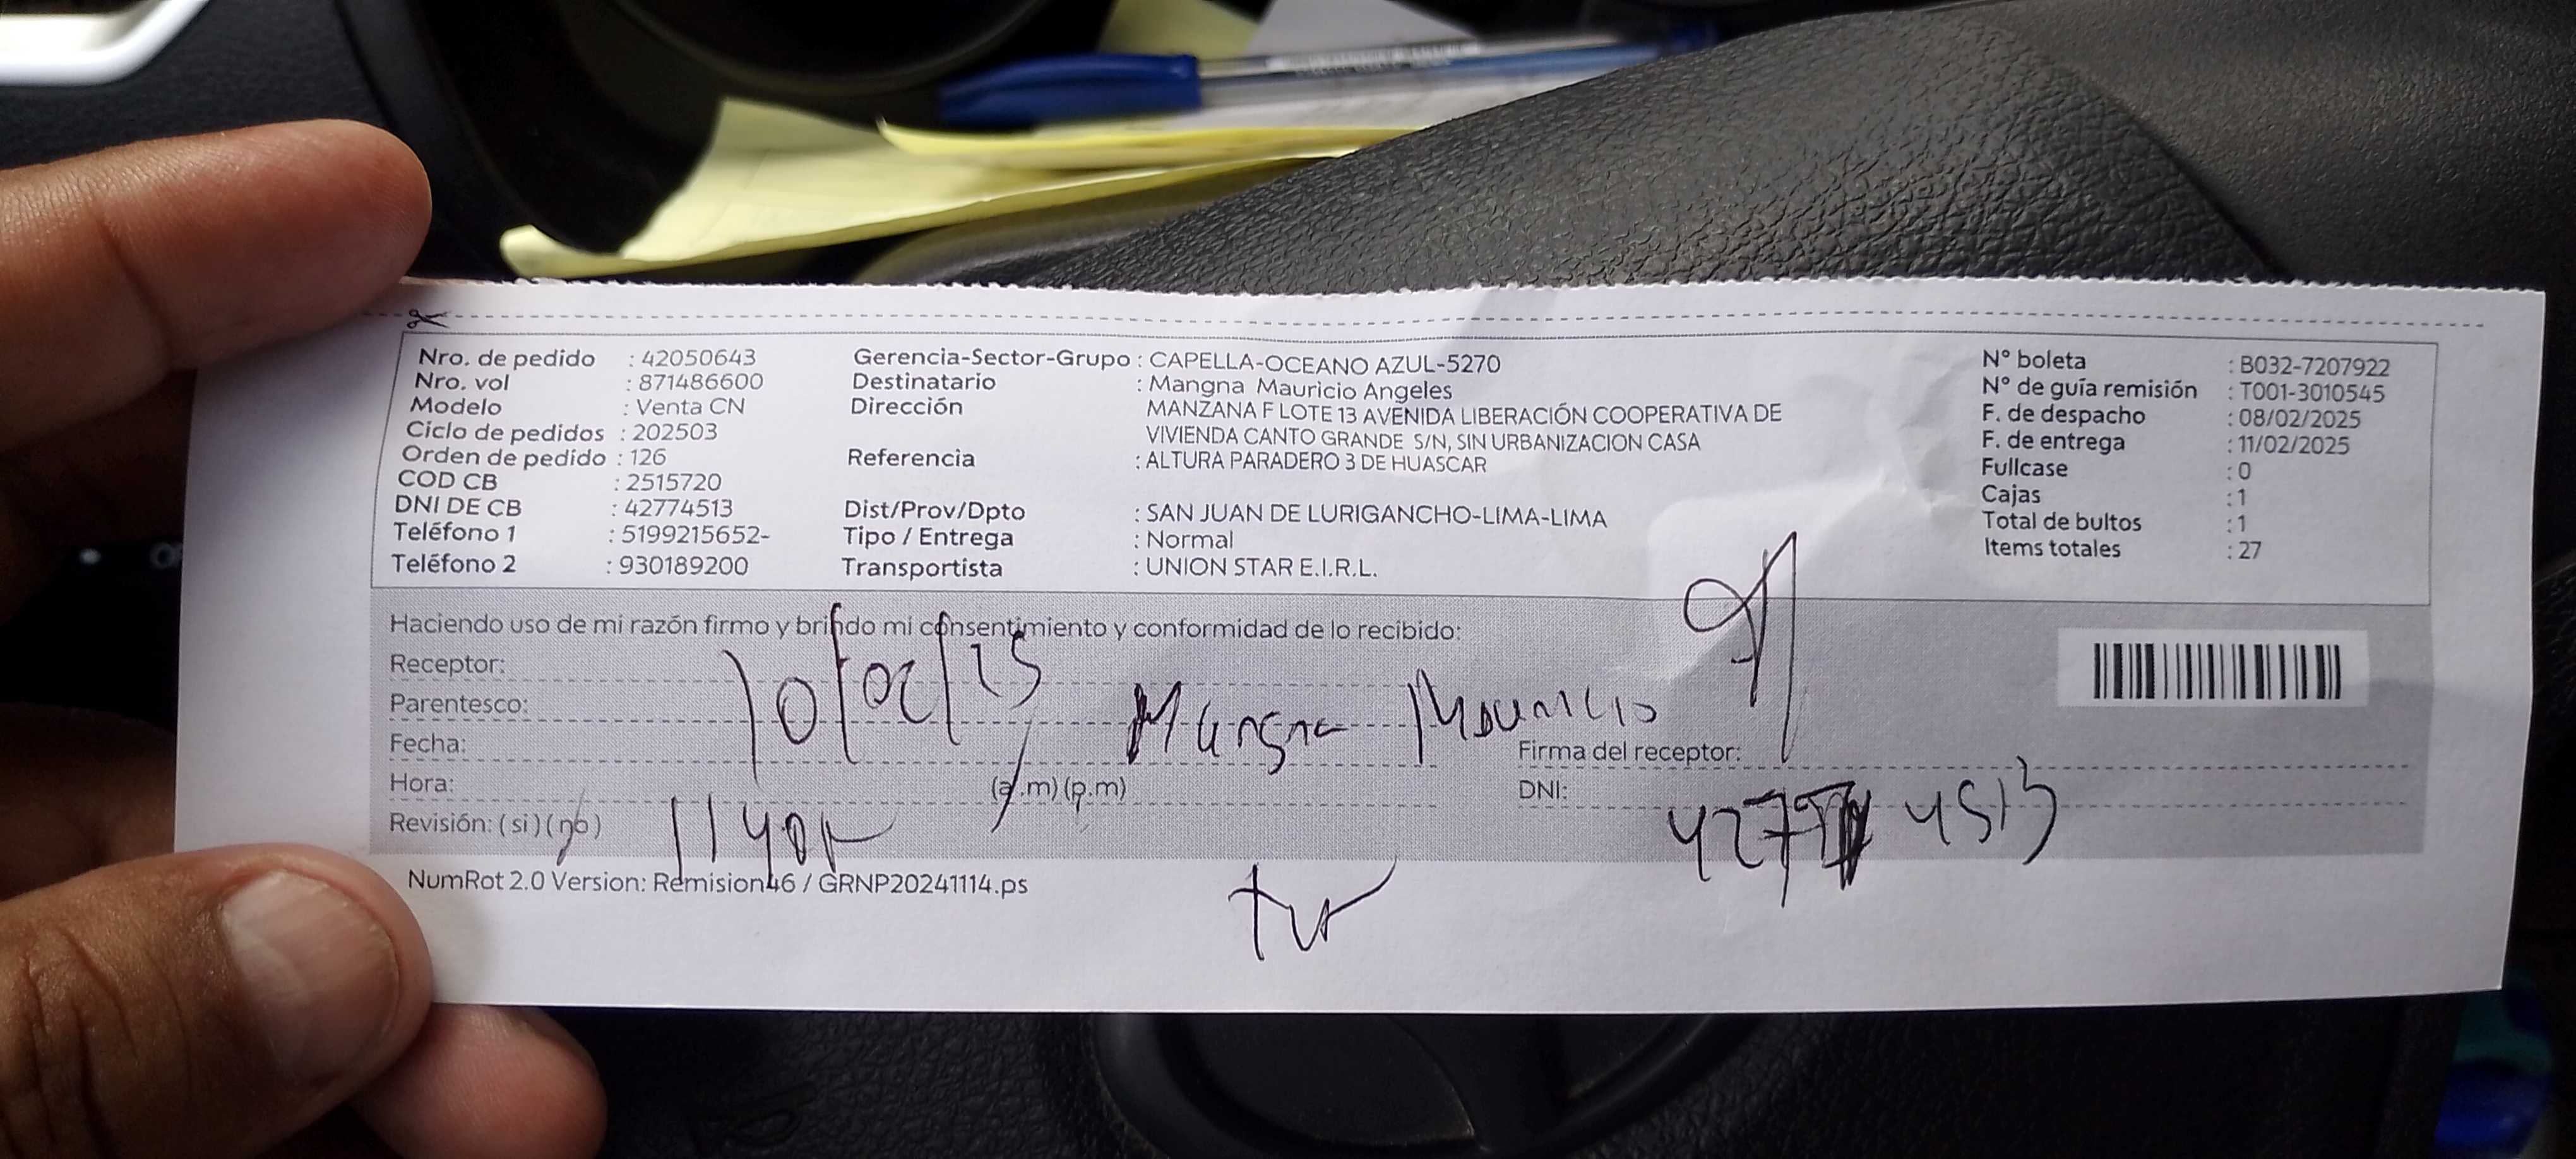 Nro. de pedido : 42050643
Nro. vol : 871486600
Modelo : Venta CN
Ciclo de pedidos : 202503
Orden de pedido : 126
COD CB : 2515720
DNI DE CB : 42774513
Teléfono 1 : 5199215652-
Teléfono 2 : 930189200
Gerencia-Sector-Grupo : CAPELLA-OCEANO AZUL-5270
Destinatario : Mangna Mauricio Angeles
Dirección MANZANA F LOTE 13 AVENIDA LIBERACIÓN COOPERATIVA DE
VIVIENDA CANTO GRANDE S/N, SIN URBANIZACION CASA
Referencia : ALTURA PARADERO 3 DE HUASCAR
Dist/Prov/Dpto : SAN JUAN DE LURIGANCHO-LIMA-LIMA
Tipo / Entrega : Normal
Transportista : UNION STAR E.I.R.L.
N° boleta : B032-7207922
N° de guía remisión : T001-3010545
F. de despacho : 08/02/2025
F. de entrega : 11/02/2025
Fullcase : 0
Cajas : 1
Total de bultos : 1
Items totales : 27
Haciendo uso de mi razón firmo y brindo mi consentimiento y conformidad de lo recibido:
Receptor:
Parentesco:
10/02/25 Mangna Mauricio
Fecha:
Firma del receptor:
Hora: (a.m) (p.m)
DNI: 42774513
Revisión: (si) (no)
NumRot 2.0 Version: Remision46 / GRNP20241114.ps